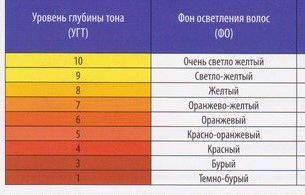 Уровень глубины тона
(УГТ)
Фон осветления волос
(ФО)
10 Очень светло желтый
9 Светло-желтый
8 Желтый
7 Оранжево-желтый
6 Оранжевый
5 Красно-оранжевый
4 Красный
3 Бурый
1 Темно-бурый